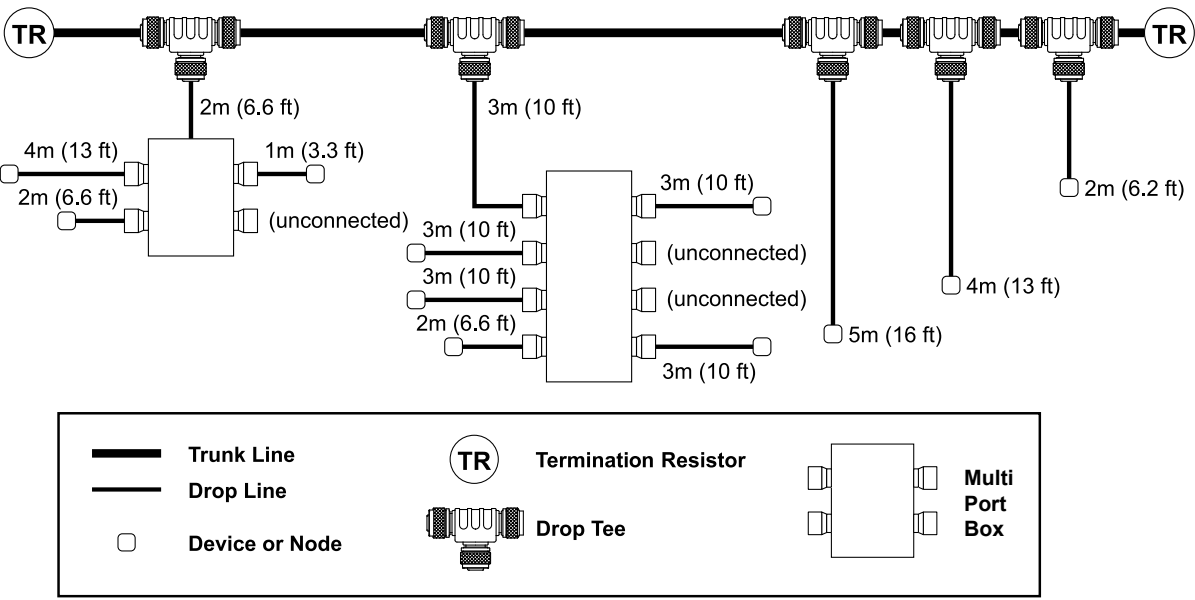 TR
TR
2m (6.6 ft)
3m (10 ft)
4m (13 ft)
1m (3.3 ft)
2m (6.6 ft)
(unconnected)
3m (10 ft)
2m (6.2 ft)
3m (10 ft)
(unconnected)
3m (10 ft)
(unconnected)
4m (13 ft)
2m (6.6 ft)
5m (16 ft)
3m (10 ft)
Trunk Line
Drop Line
Device or Node
TR
Termination Resistor
Drop Tee
Multi
Port
Box